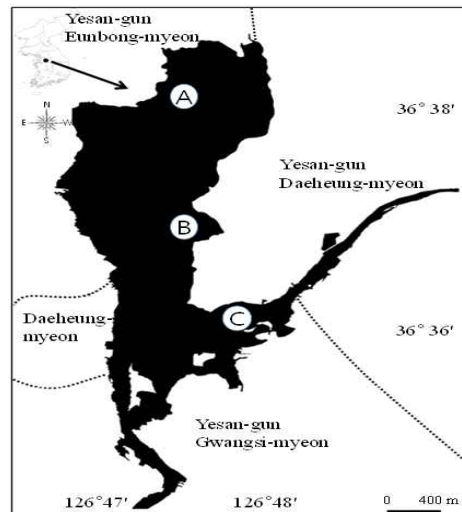 Yesan-gun
Eunbong-myeon
N
E W
S
A
36° 38'
Yesan-gun
Daeheung-myeon
B
C
Daeheung-
myeon
36° 36'
Yesan-gun
Gwangsi-myeon
126°47' 126°48' 0 400 m